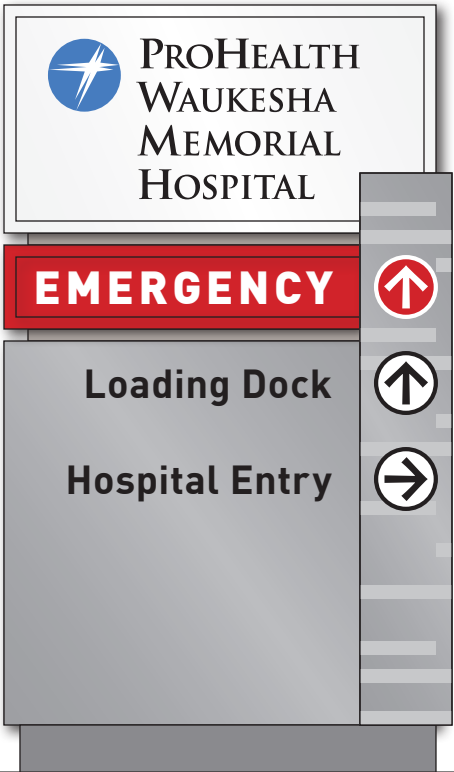 ProHealth
Waukesha
Memorial
Hospital
EMERGENCY
Loading Dock
Hospital Entry